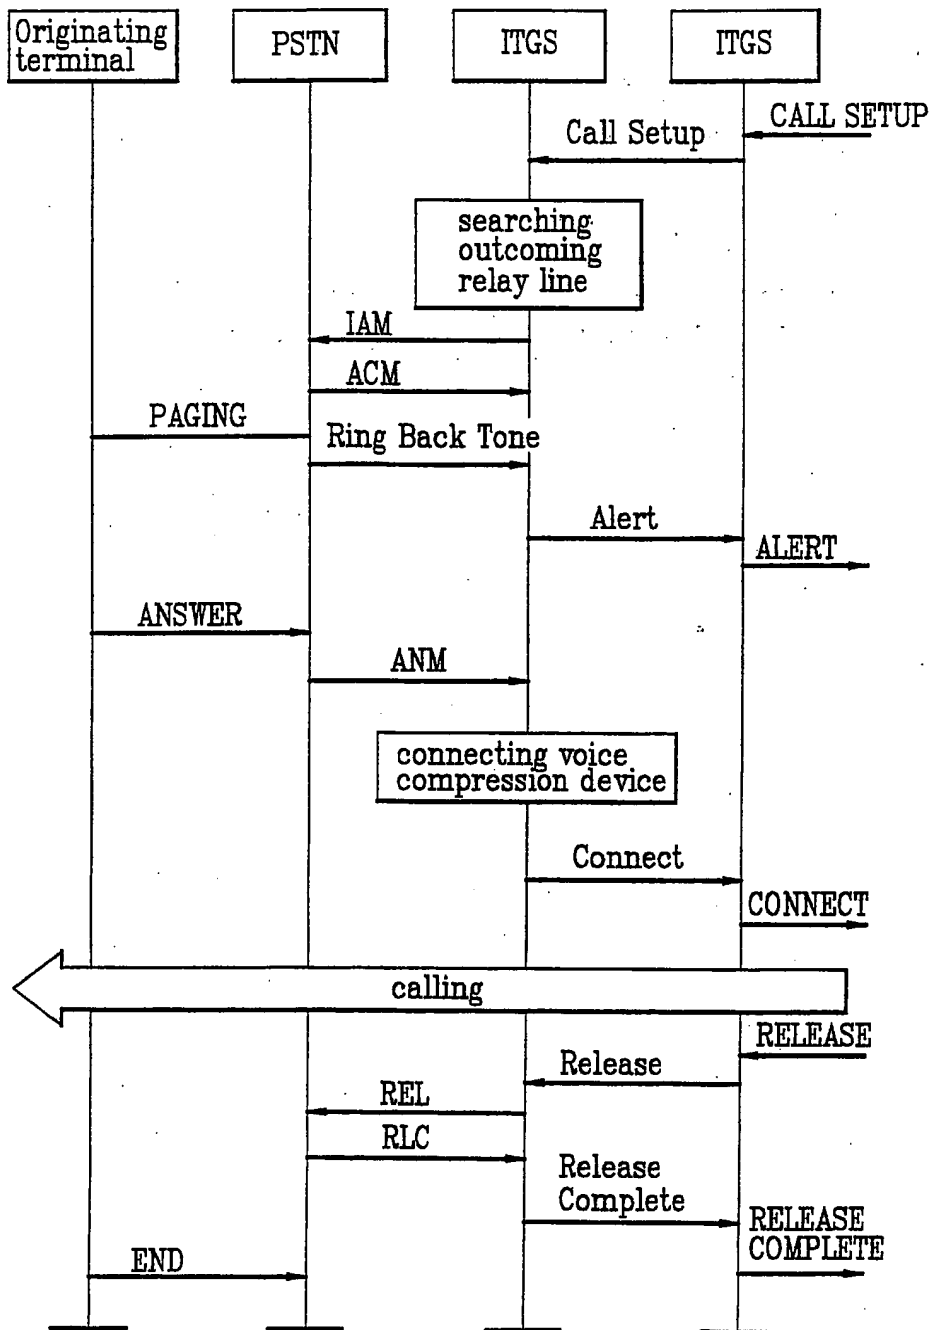 Originating
terminal
PSTN
ITGS
ITGS
CALL SETUP
Call Setup
searching
outcoming
relay line
IAM
ACM
PAGING
Ring Back Tone
Alert
ALERT
ANSWER
ANM
connecting voice
compression device
Connect
CONNECT
calling
RELEASE
Release
REL
RLC
Release
Complete
RELEASE
COMPLETE
END